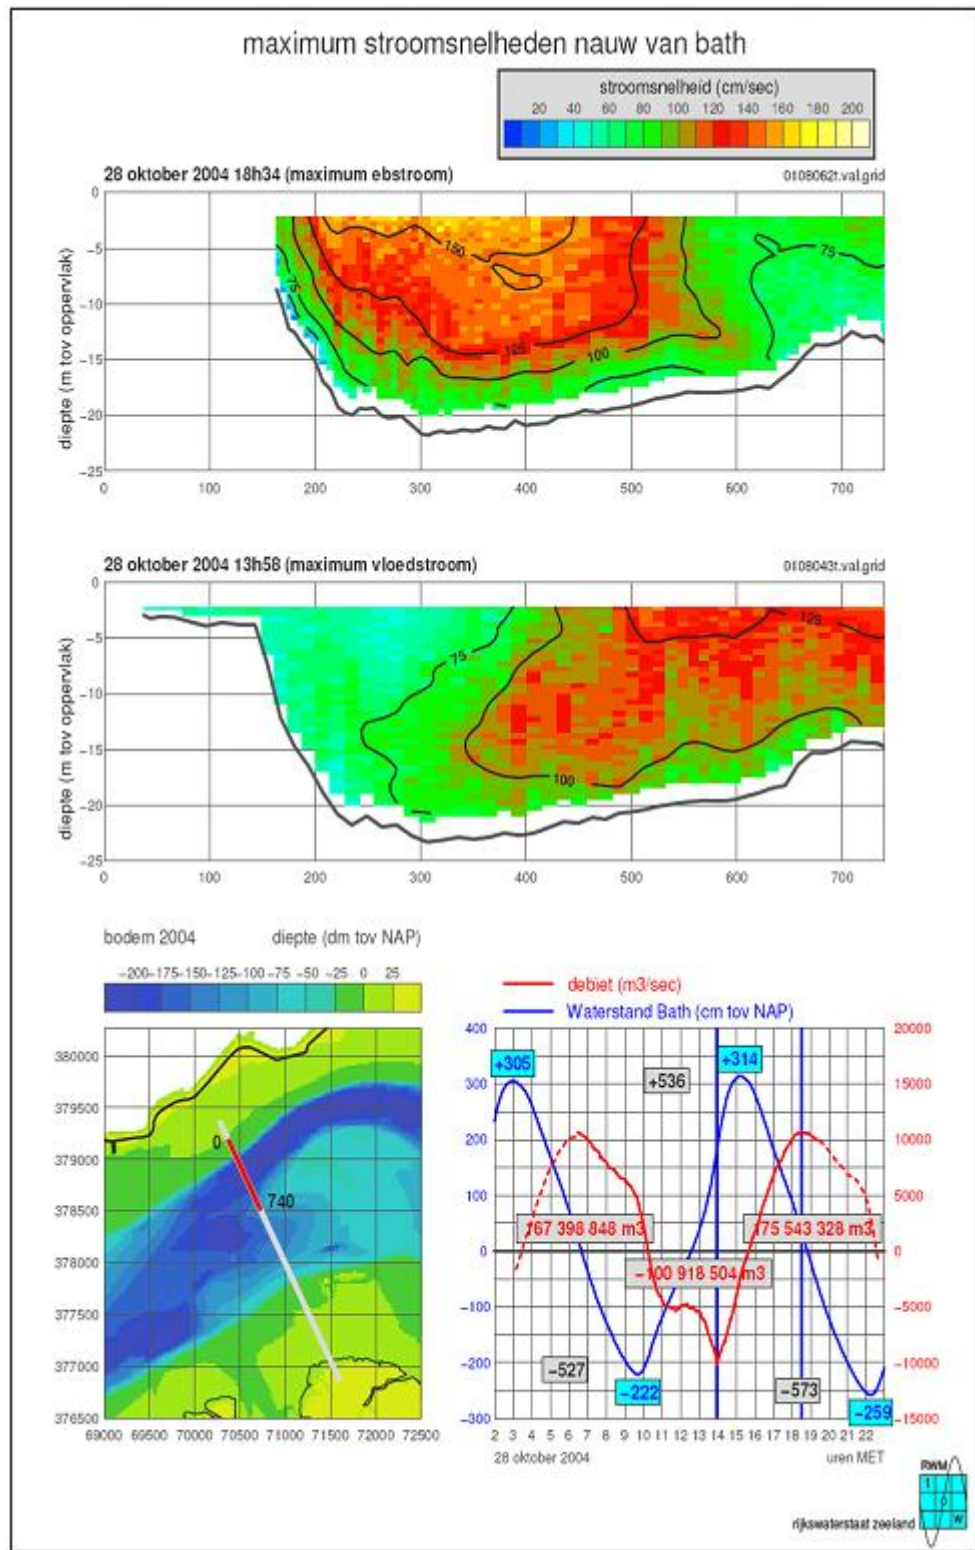 maximum stroomsnelheden nauw van bath
stroomsnelheid (cm/sec)
20 40 60 80 100 120 140 160 180 200
28 oktober 2004 18h34 (maximum ebstroom)
0108062t.val.grid
diepte (m tov oppervlak)
0
-5
-10
-15
-20
-25
75
150
125
100
75
0 100 200 300 400 500 600 700
28 oktober 2004 13h58 (maximum vloedstroom)
0108043t.val.grid
diepte (m tov oppervlak)
0
-5
-10
-15
-20
-25
75
100
125
0 100 200 300 400 500 600 700
bodem 2004 diepte (dm tov NAP)
-200 -175 -150 -125 -100 -75 -50 -25 0 25
380000
379500
379000
378500
378000
377500
377000
376500
0
740
69000 69500 70000 70500 71000 71500 72000 72500
debiet (m3/sec)
Waterstand Bath (cm tov NAP)
400
300
200
100
0
-100
-200
-300
20000
15000
10000
5000
0
-5000
-10000
-15000
+305
+536
+314
167 398 848 m3
-100 918 504 m3
175 543 328 m3
-527
-222
-573
-259
2 3 4 5 6 7 8 9 10 11 12 13 14 15 16 17 18 19 20 21 22
28 oktober 2004
uren MET
RWM
rijkswaterstaat zeeland